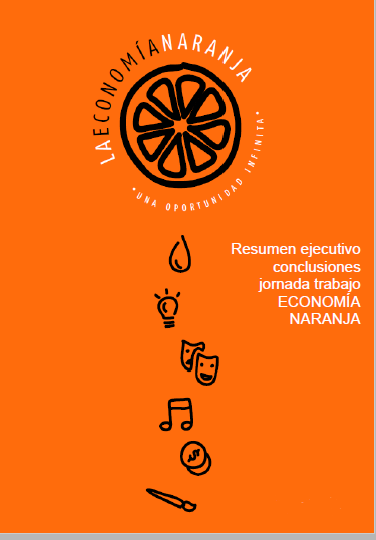 LAECONOMÍANARANJA
•UNA OPORTUNIDAD INFINITA•
Resumen ejecutivo
conclusiones
jornada trabajo
ECONOMÍA
NARANJA
$